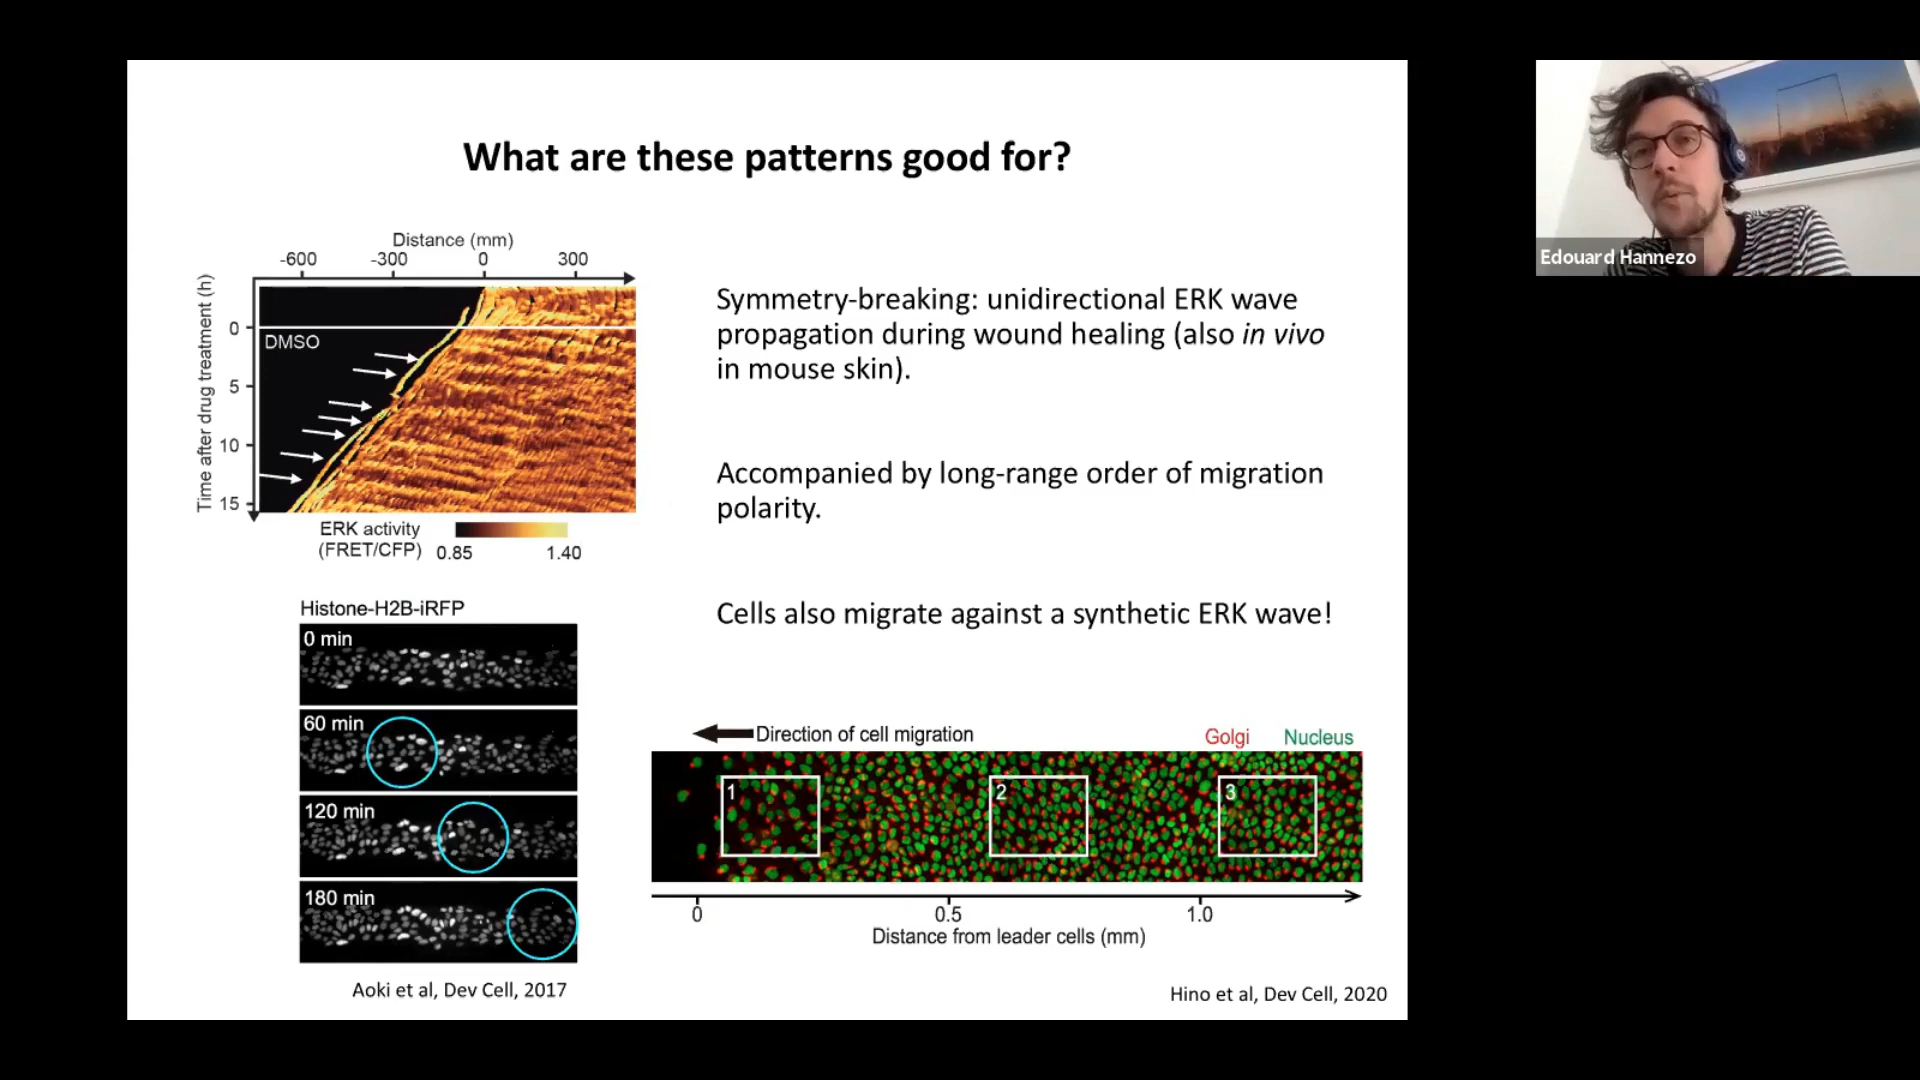 What are these patterns good for?
Distance (mm)
-600 -300 0 300
Time after drug treatment (h)
0
5
10
15
DMSO
ERK activity
(FRET/CFP) 0.85 1.40
Symmetry-breaking: unidirectional ERK wave
propagation during wound healing (also in vivo
in mouse skin).
Accompanied by long-range order of migration
polarity.
Cells also migrate against a synthetic ERK wave!
Histone-H2B-iRFP
0 min
60 min
120 min
180 min
Aoki et al, Dev Cell, 2017
Direction of cell migration Golgi Nucleus
1 2 3
0 0.5 1.0
Distance from leader cells (mm)
Hino et al, Dev Cell, 2020
Edouard Hannezo